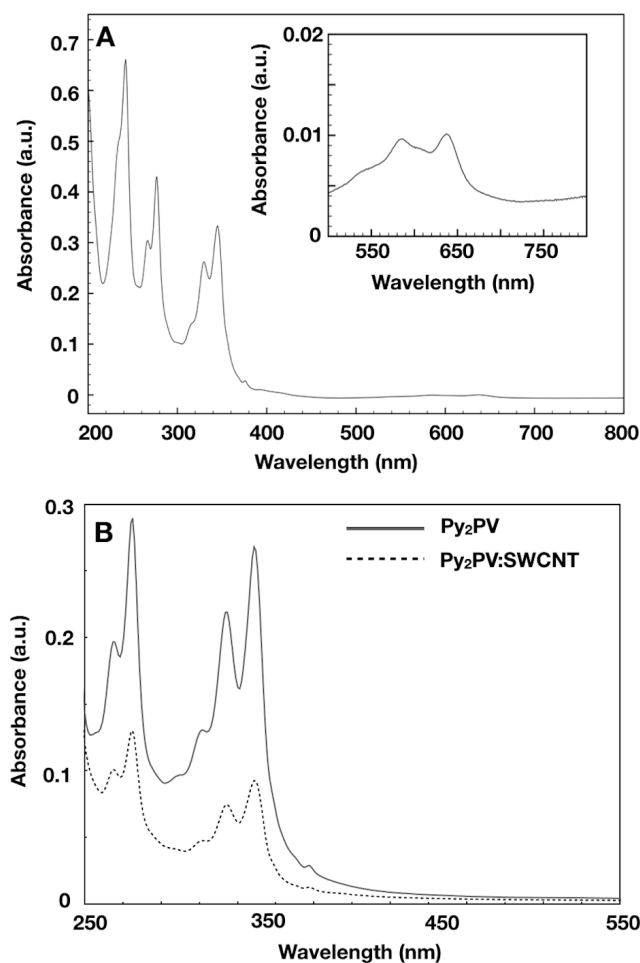 A
0.7
0.6
0.5
0.4
0.3
0.2
0.1
0
Absorbance (a.u.)
200 300 400 500 600 700 800
Wavelength (nm)
0.02
0.01
0
Absorbance (a.u.)
550 650 750
Wavelength (nm)
B
0.3
0.2
0.1
0
Absorbance (a.u.)
Py₂PV
Py₂PV:SWCNT
250 350 450 550
Wavelength (nm)